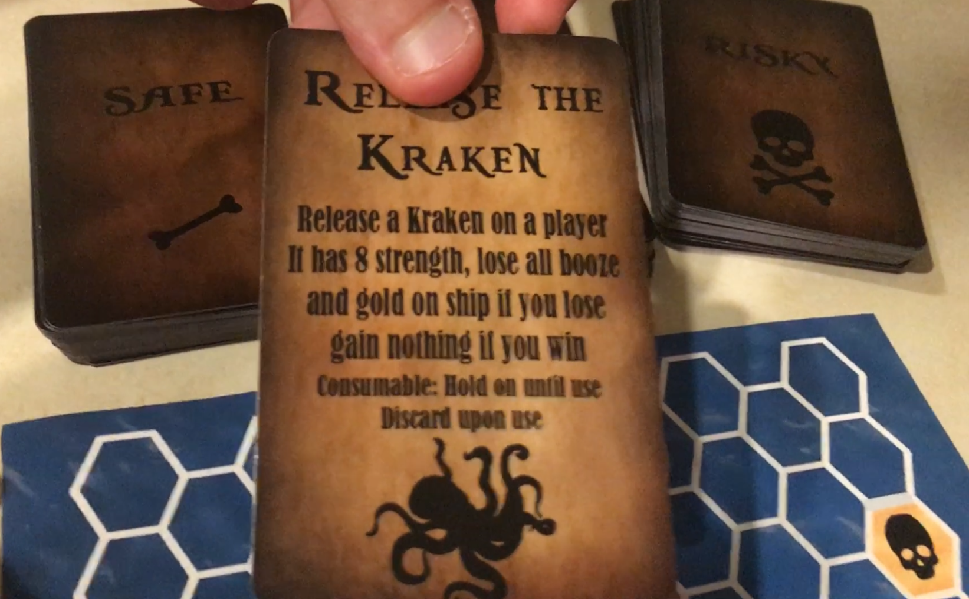 SAFE
RELEASE THE
KRAKEN
Release a Kraken on a player
It has 8 strength, lose all booze
and gold on ship if you lose
gain nothing if you win
Consumable: Hold on until use
Discard upon use
RISKY